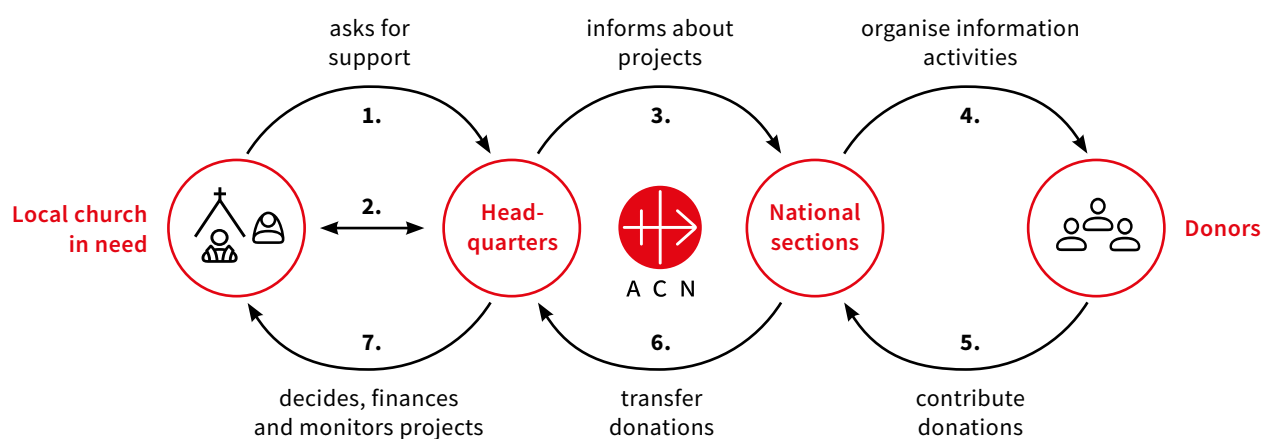 asks for
support
informs about
projects
organise information
activities
1.
3.
4.
Local church
in need
2.
Head-
quarters
A C N
National
sections
Donors
7.
6.
5.
decides, finances
and monitors projects
transfer
donations
contribute
donations